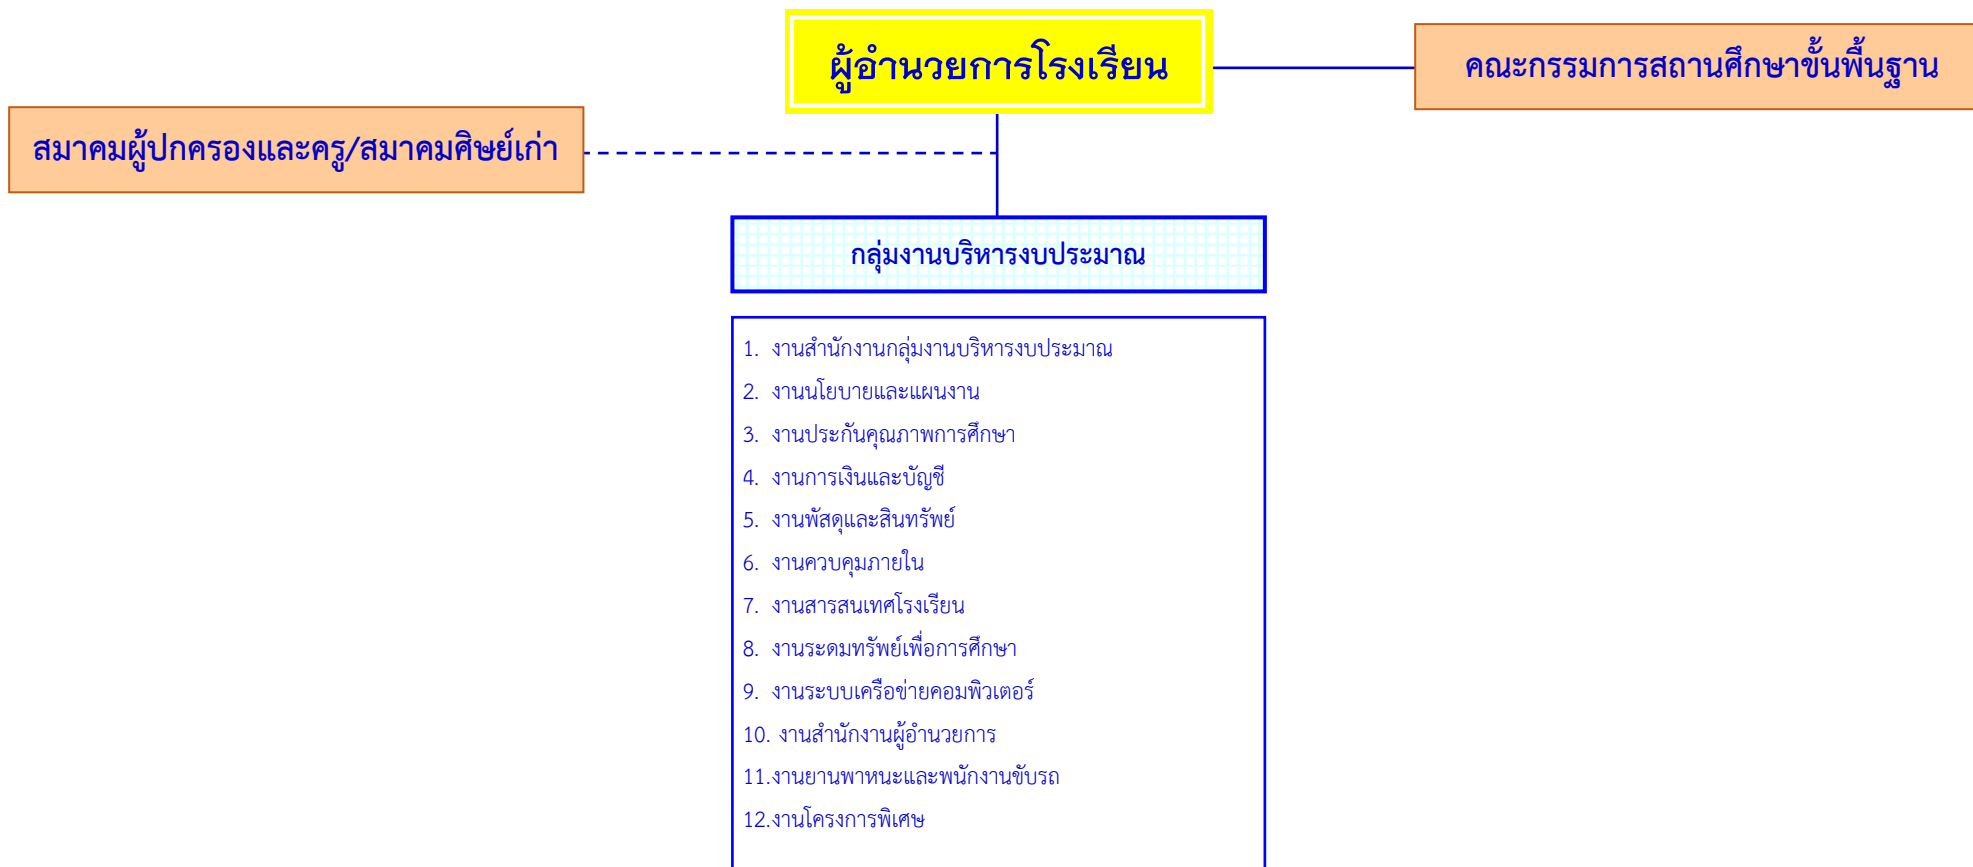 ผู้อำนวยการโรงเรียน
คณะกรรมการสถานศึกษาขั้นพื้นฐาน
สมาคมผู้ปกครองและครู/สมาคมศิษย์เก่า
กลุ่มงานบริหารงบประมาณ
1. งานสำนักงานกลุ่มงานบริหารงบประมาณ
2. งานนโยบายและแผนงาน
3. งานประกันคุณภาพการศึกษา
4. งานการเงินและบัญชี
5. งานพัสดุและสินทรัพย์
6. งานควบคุมภายใน
7. งานสารสนเทศโรงเรียน
8. งานระดมทรัพย์เพื่อการศึกษา
9. งานระบบเครือข่ายคอมพิวเตอร์
10. งานสำนักงานผู้อำนวยการ
11.งานยานพาหนะและพนักงานขับรถ
12.งานโครงการพิเศษ